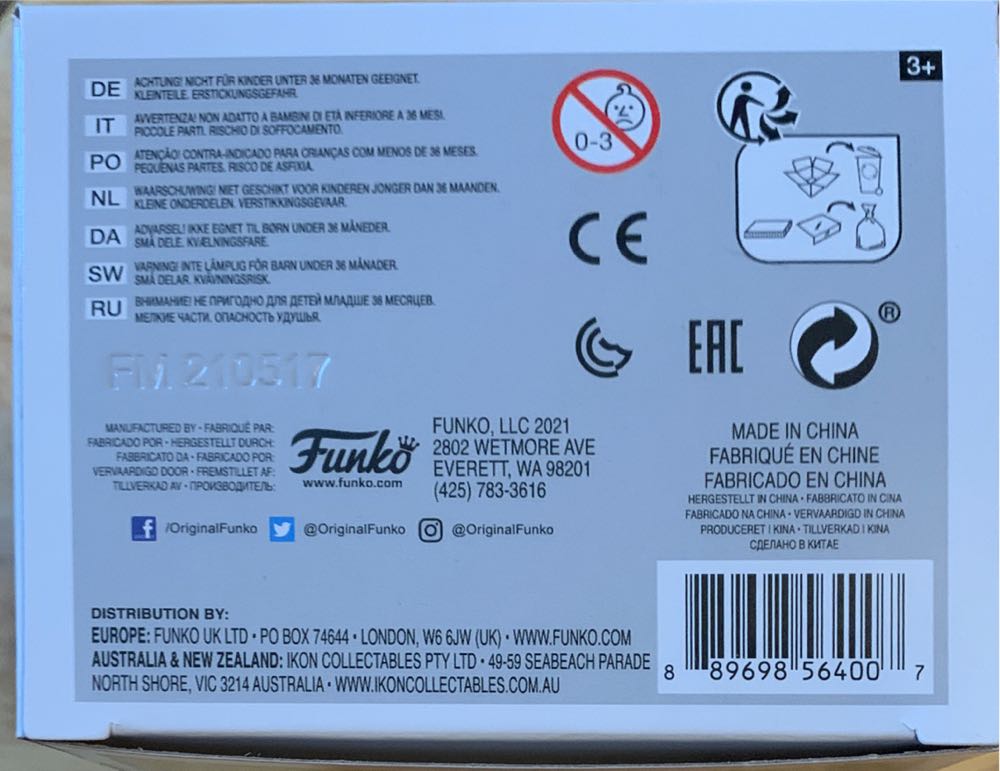 3+
DE ACHTUNG! NICHT FÜR KINDER UNTER 36 MONATEN GEEIGNET.
KLEINTEILE. ERSTICKUNGSGEFAHR.
IT AVVERTENZA! NON ADATTO A BAMBINI DI ETÀ INFERIORE A 36 MESI.
PICCOLE PARTI. RISCHIO DI SOFFOCAMENTO.
PO ATENÇÃO! CONTRA-INDICADO PARA CRIANÇAS COM MENOS DE 36 MESES.
PEQUENAS PARTES. RISCO DE ASFIXIA.
NL WAARSCHUWING! NIET GESCHIKT VOOR KINDEREN JONGER DAN 36 MAANDEN.
KLEINE ONDERDELEN. VERSTIKKINGSGEVAAR.
DA ADVARSEL! IKKE EGNET TIL BØRN UNDER 36 MÅNEDER.
SMÅ DELE. KVÆLNINGSFARE.
SW VARNING! INTE LÄMPLIG FÖR BARN UNDER 36 MÅNADER.
SMÅ DELAR. KVÄVNINGSRISK.
RU ВНИМАНИЕ! НЕ ПРИГОДНО ДЛЯ ДЕТЕЙ МЛАДШЕ 36 МЕСЯЦЕВ.
МЕЛКИЕ ЧАСТИ. ОПАСНОСТЬ УДУШЬЯ.
0-3
CE
EAC
®
FM 210517
MANUFACTURED BY • FABRIQUÉ PAR:
FABRICADO POR • HERGESTELLT DURCH:
FABBRICATO DA • FABRICADO POR:
VERVAARDIGD DOOR • FREMSTILLET AF:
TILLVERKAD AV • ПРОИЗВОДИТЕЛЬ:
Funko
www.funko.com
FUNKO, LLC 2021
2802 WETMORE AVE
EVERETT, WA 98201
(425) 783-3616
/OriginalFunko @OriginalFunko @OriginalFunko
MADE IN CHINA
FABRIQUÉ EN CHINE
FABRICADO EN CHINA
HERGESTELLT IN CHINA • FABBRICATO IN CINA
FABRICADO NA CHINA • VERVAARDIGD IN CHINA
PRODUCERET I KINA • TILLVERKAD I KINA
СДЕЛАНО В КИТАЕ
DISTRIBUTION BY:
EUROPE: FUNKO UK LTD • PO BOX 74644 • LONDON, W6 6JW (UK) • WWW.FUNKO.COM
AUSTRALIA & NEW ZEALAND: IKON COLLECTABLES PTY LTD • 49-59 SEABEACH PARADE
NORTH SHORE, VIC 3214 AUSTRALIA • WWW.IKONCOLLECTABLES.COM.AU
8 89698 56400 7